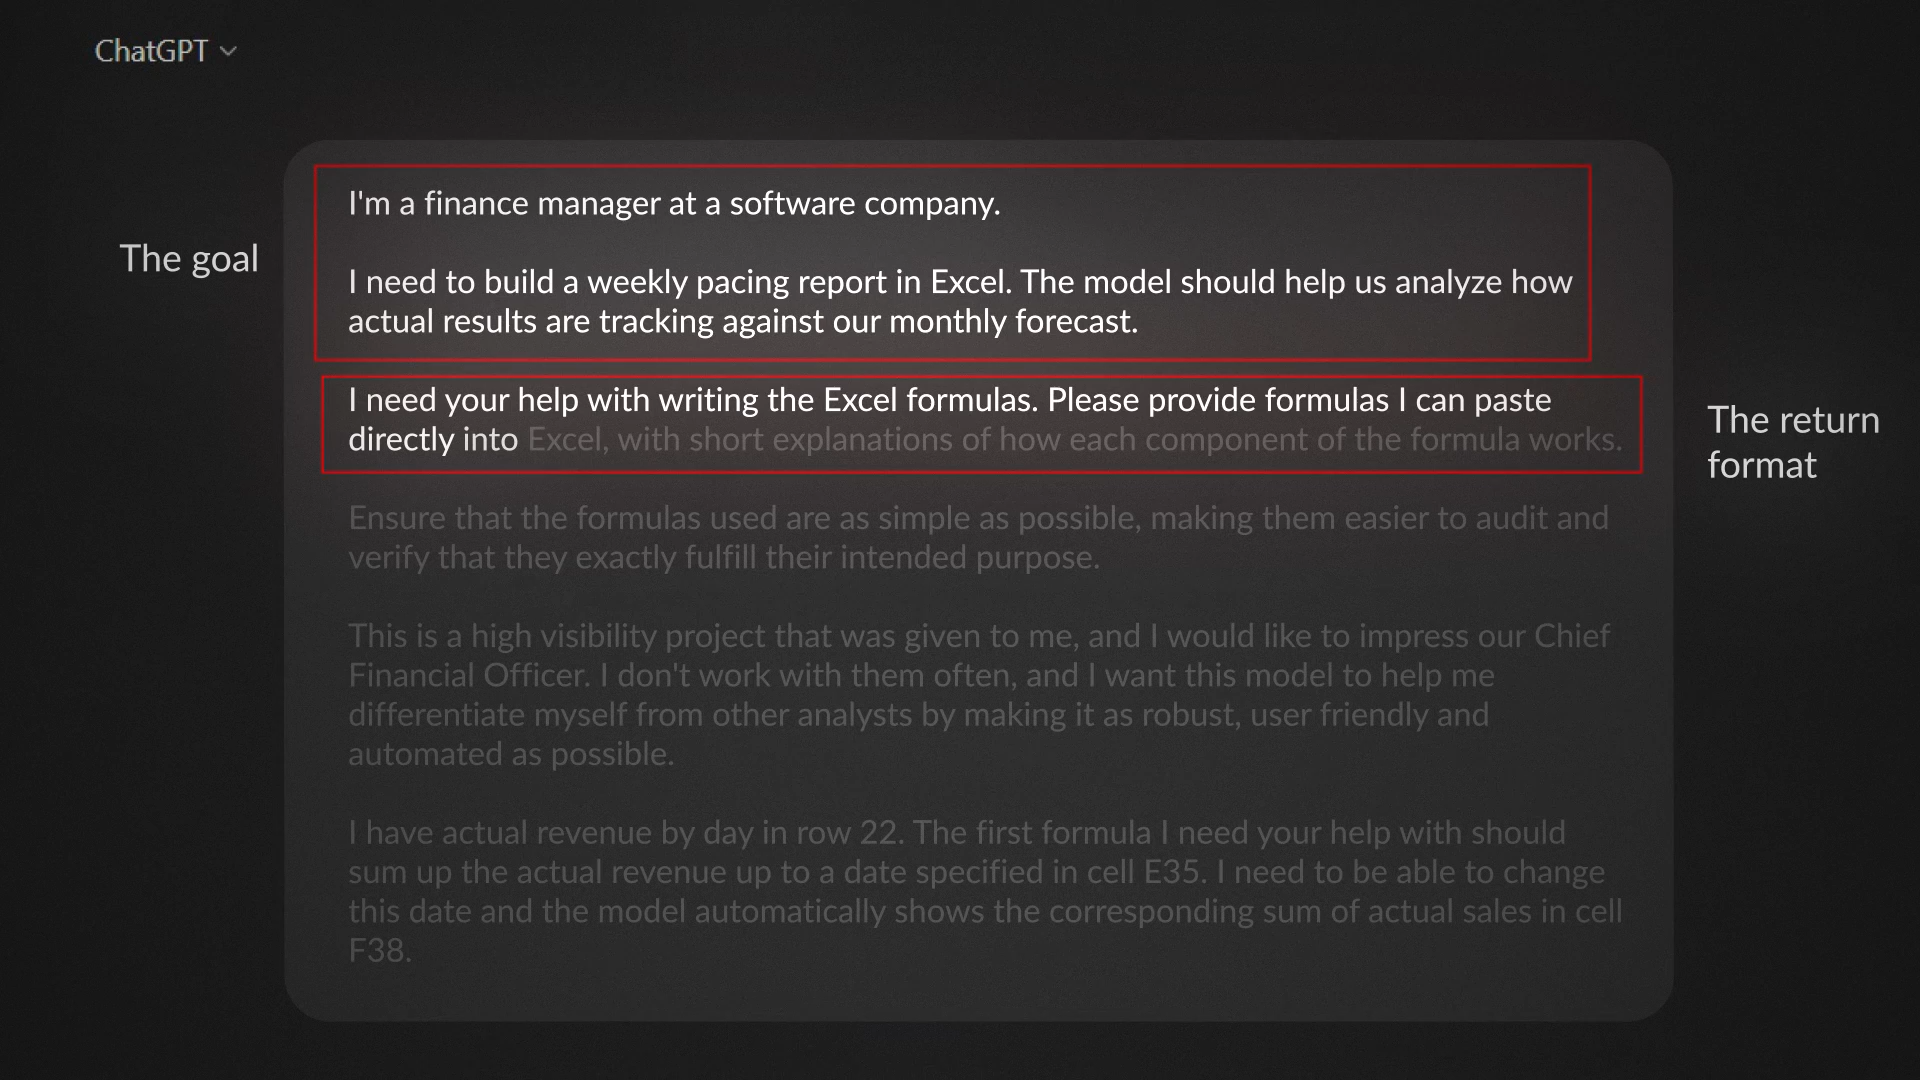 ChatGPT
The goal
I'm a finance manager at a software company.
I need to build a weekly pacing report in Excel. The model should help us analyze how
actual results are tracking against our monthly forecast.
I need your help with writing the Excel formulas. Please provide formulas I can paste
directly into Excel, with short explanations of how each component of the formula works.
The return
format
Ensure that the formulas used are as simple as possible, making them easier to audit and
verify that they exactly fulfill their intended purpose.
This is a high visibility project that was given to me, and I would like to impress our Chief
Financial Officer. I don't work with them often, and I want this model to help me
differentiate myself from other analysts by making it as robust, user friendly and
automated as possible.
I have actual revenue by day in row 22. The first formula I need your help with should
sum up the actual revenue up to a date specified in cell E35. I need to be able to change
this date and the model automatically shows the corresponding sum of actual sales in cell
F38.